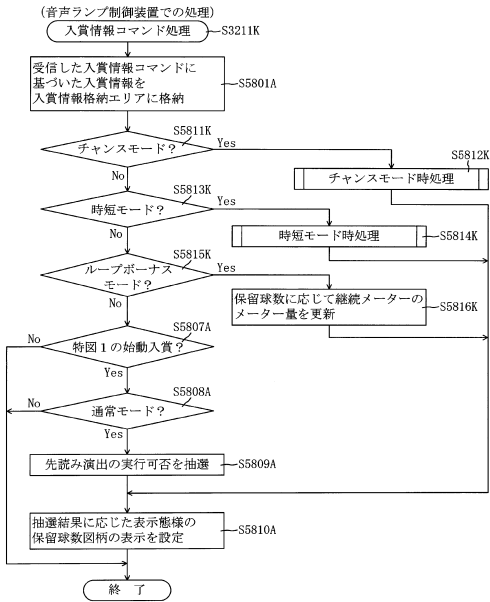 (音声ランプ制御装置での処理)
入賞情報コマンド処理
S3211K
受信した入賞情報コマンドに
基づいた入賞情報を
入賞情報格納エリアに格納
S5801A
チャンスモード?
S5811K
Yes
No
チャンスモード時処理
S5812K
時短モード?
S5813K
Yes
No
時短モード時処理
S5814K
ループボーナス
モード?
S5815K
Yes
No
保留球数に応じて継続メーターの
メーター量を更新
S5816K
特図1の始動入賞?
S5807A
No
Yes
通常モード?
S5808A
No
Yes
先読み演出の実行可否を抽選
S5809A
抽選結果に応じた表示態様の
保留球数図柄の表示を設定
S5810A
終 了